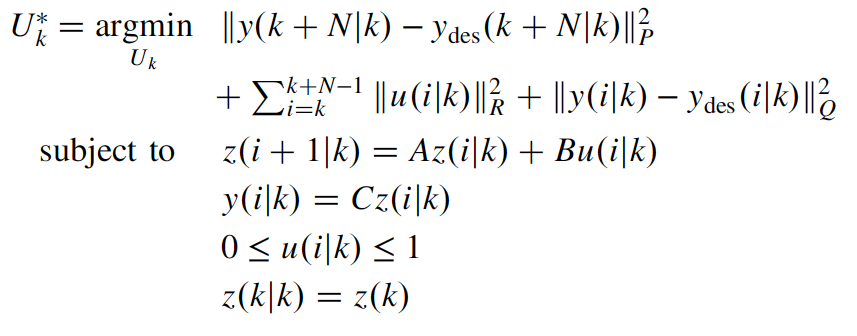 U_k^* = argmin_{U_k} ‖y(k + N|k) − y_des(k + N|k)‖_P^2
+ ∑_{i=k}^{k+N−1} ‖u(i|k)‖_R^2 + ‖y(i|k) − y_des(i|k)‖_Q^2
subject to z(i + 1|k) = Az(i|k) + Bu(i|k)
y(i|k) = Cz(i|k)
0 ≤ u(i|k) ≤ 1
z(k|k) = z(k)